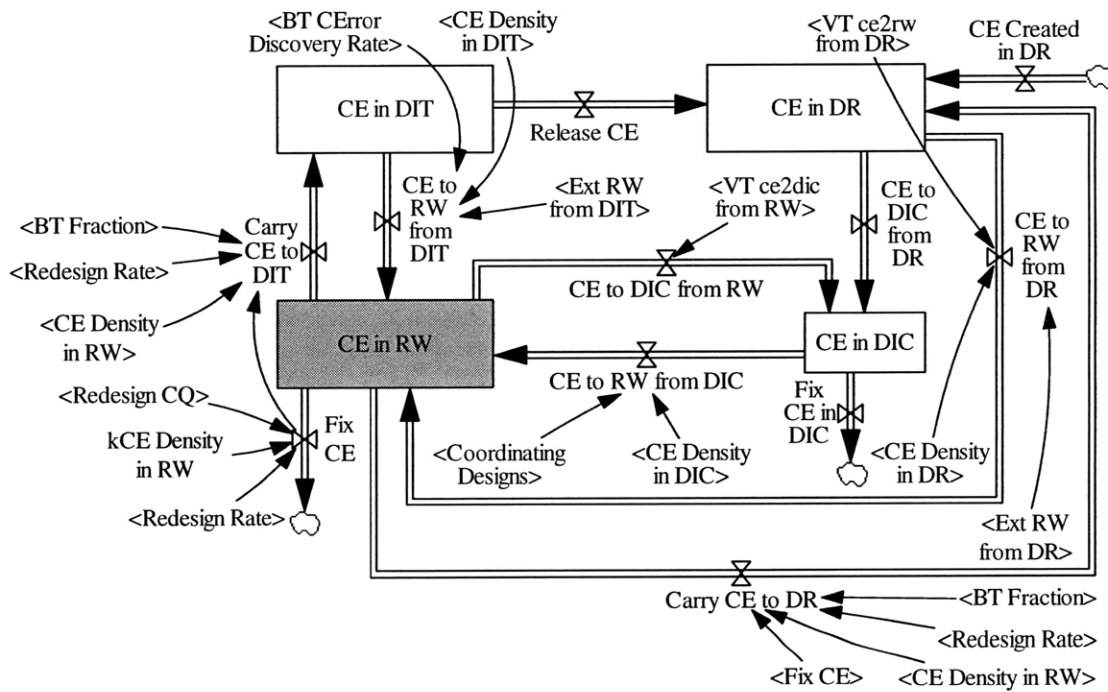 <BT CError
Discovery Rate>
<CE Density
in DIT>
<VT ce2rw
from DR>
CE Created
in DR
CE in DIT
Release CE
CE in DR
CE to
RW
from
DIT
<Ext RW
from DIT>
<VT ce2dic
from RW>
CE to
DIC
from
DR
CE to
RW
from
DR
<BT Fraction>
Carry
CE to
DIT
<Redesign Rate>
CE to DIC from RW
<CE Density
in RW>
CE in RW
CE in DIC
CE to RW from DIC
Fix
CE in
DIC
<Redesign CQ>
kCE Density
in RW
Fix
CE
<Redesign Rate>
<Coordinating
Designs>
<CE Density
in DIC>
<CE Density
in DR>
<Ext RW
from DR>
Carry CE to DR
<BT Fraction>
<Redesign Rate>
<Fix CE>
<CE Density in RW>